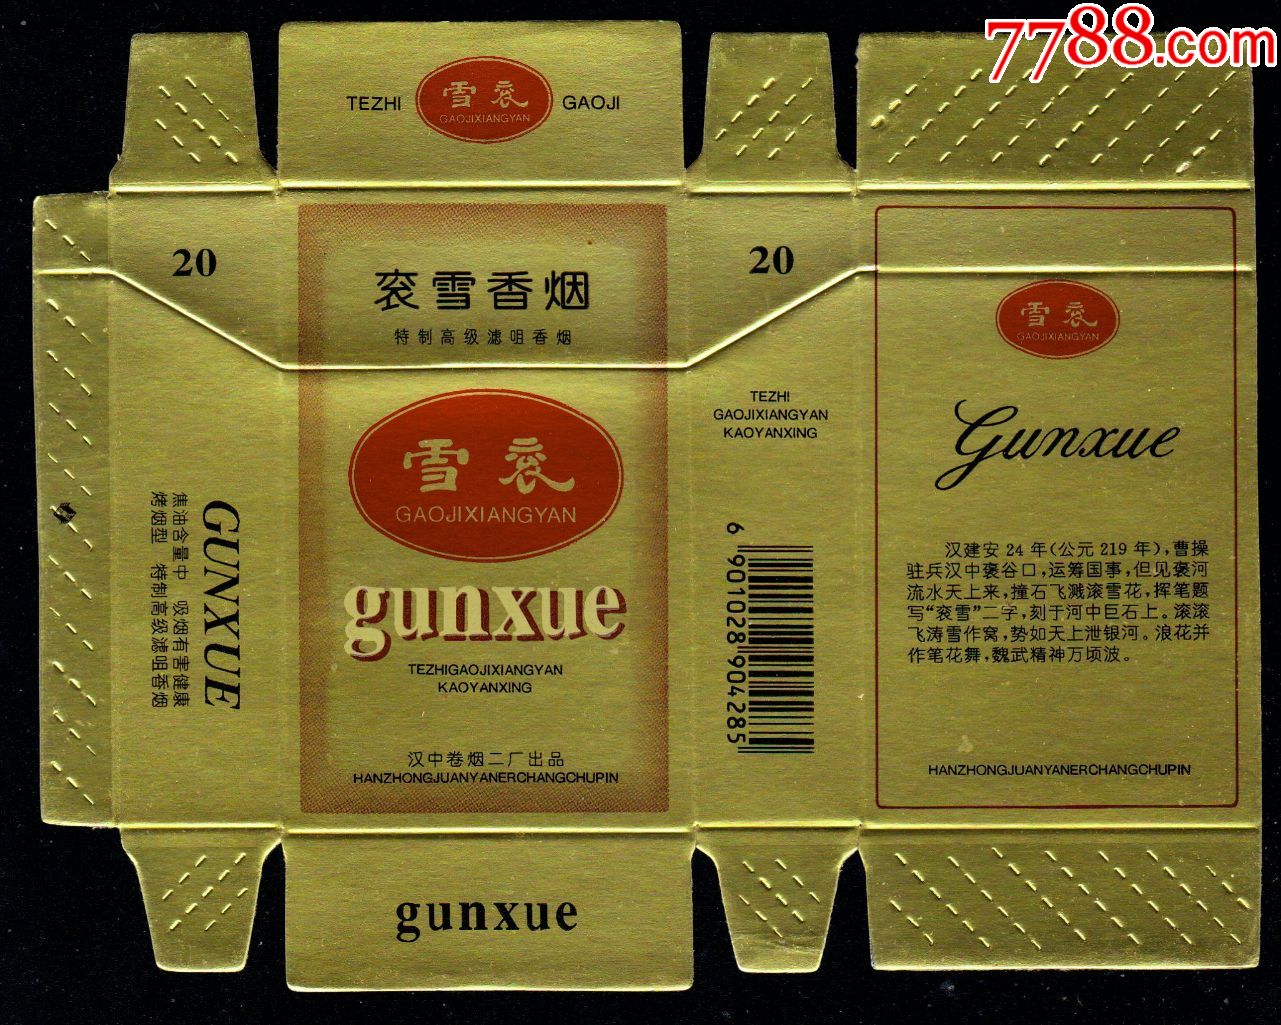 7788.com
TEZHI 雪衮 GAOJI
GAOJIXIANGYAN
20
衮雪香烟
特制高级滤咀香烟
雪衮
GAOJIXIANGYAN
gunxue
TEZHIGAOJIXIANGYAN
KAOYANXING
汉中卷烟二厂出品
HANZHONGJUANYANERCHANGCHUPIN
gunxue
GUNXUE
焦油含量中 吸烟有害健康
烤烟型 特制高级滤咀香烟
20
TEZHI
GAOJIXIANGYAN
KAOYANXING
6 901028 904285
雪衮
GAOJIXIANGYAN
Gunxue
汉建安 24 年(公元 219 年),曹操
驻兵汉中褒谷口,运筹国事,但见褒河
流水天上来,撞石飞溅滚雪花,挥笔题
写“衮雪”二字,刻于河中巨石上。滚滚
飞涛雪作窝,势如天上泄银河。浪花并
作笔花舞,魏武精神万顷波。
HANZHONGJUANYANERCHANGCHUPIN